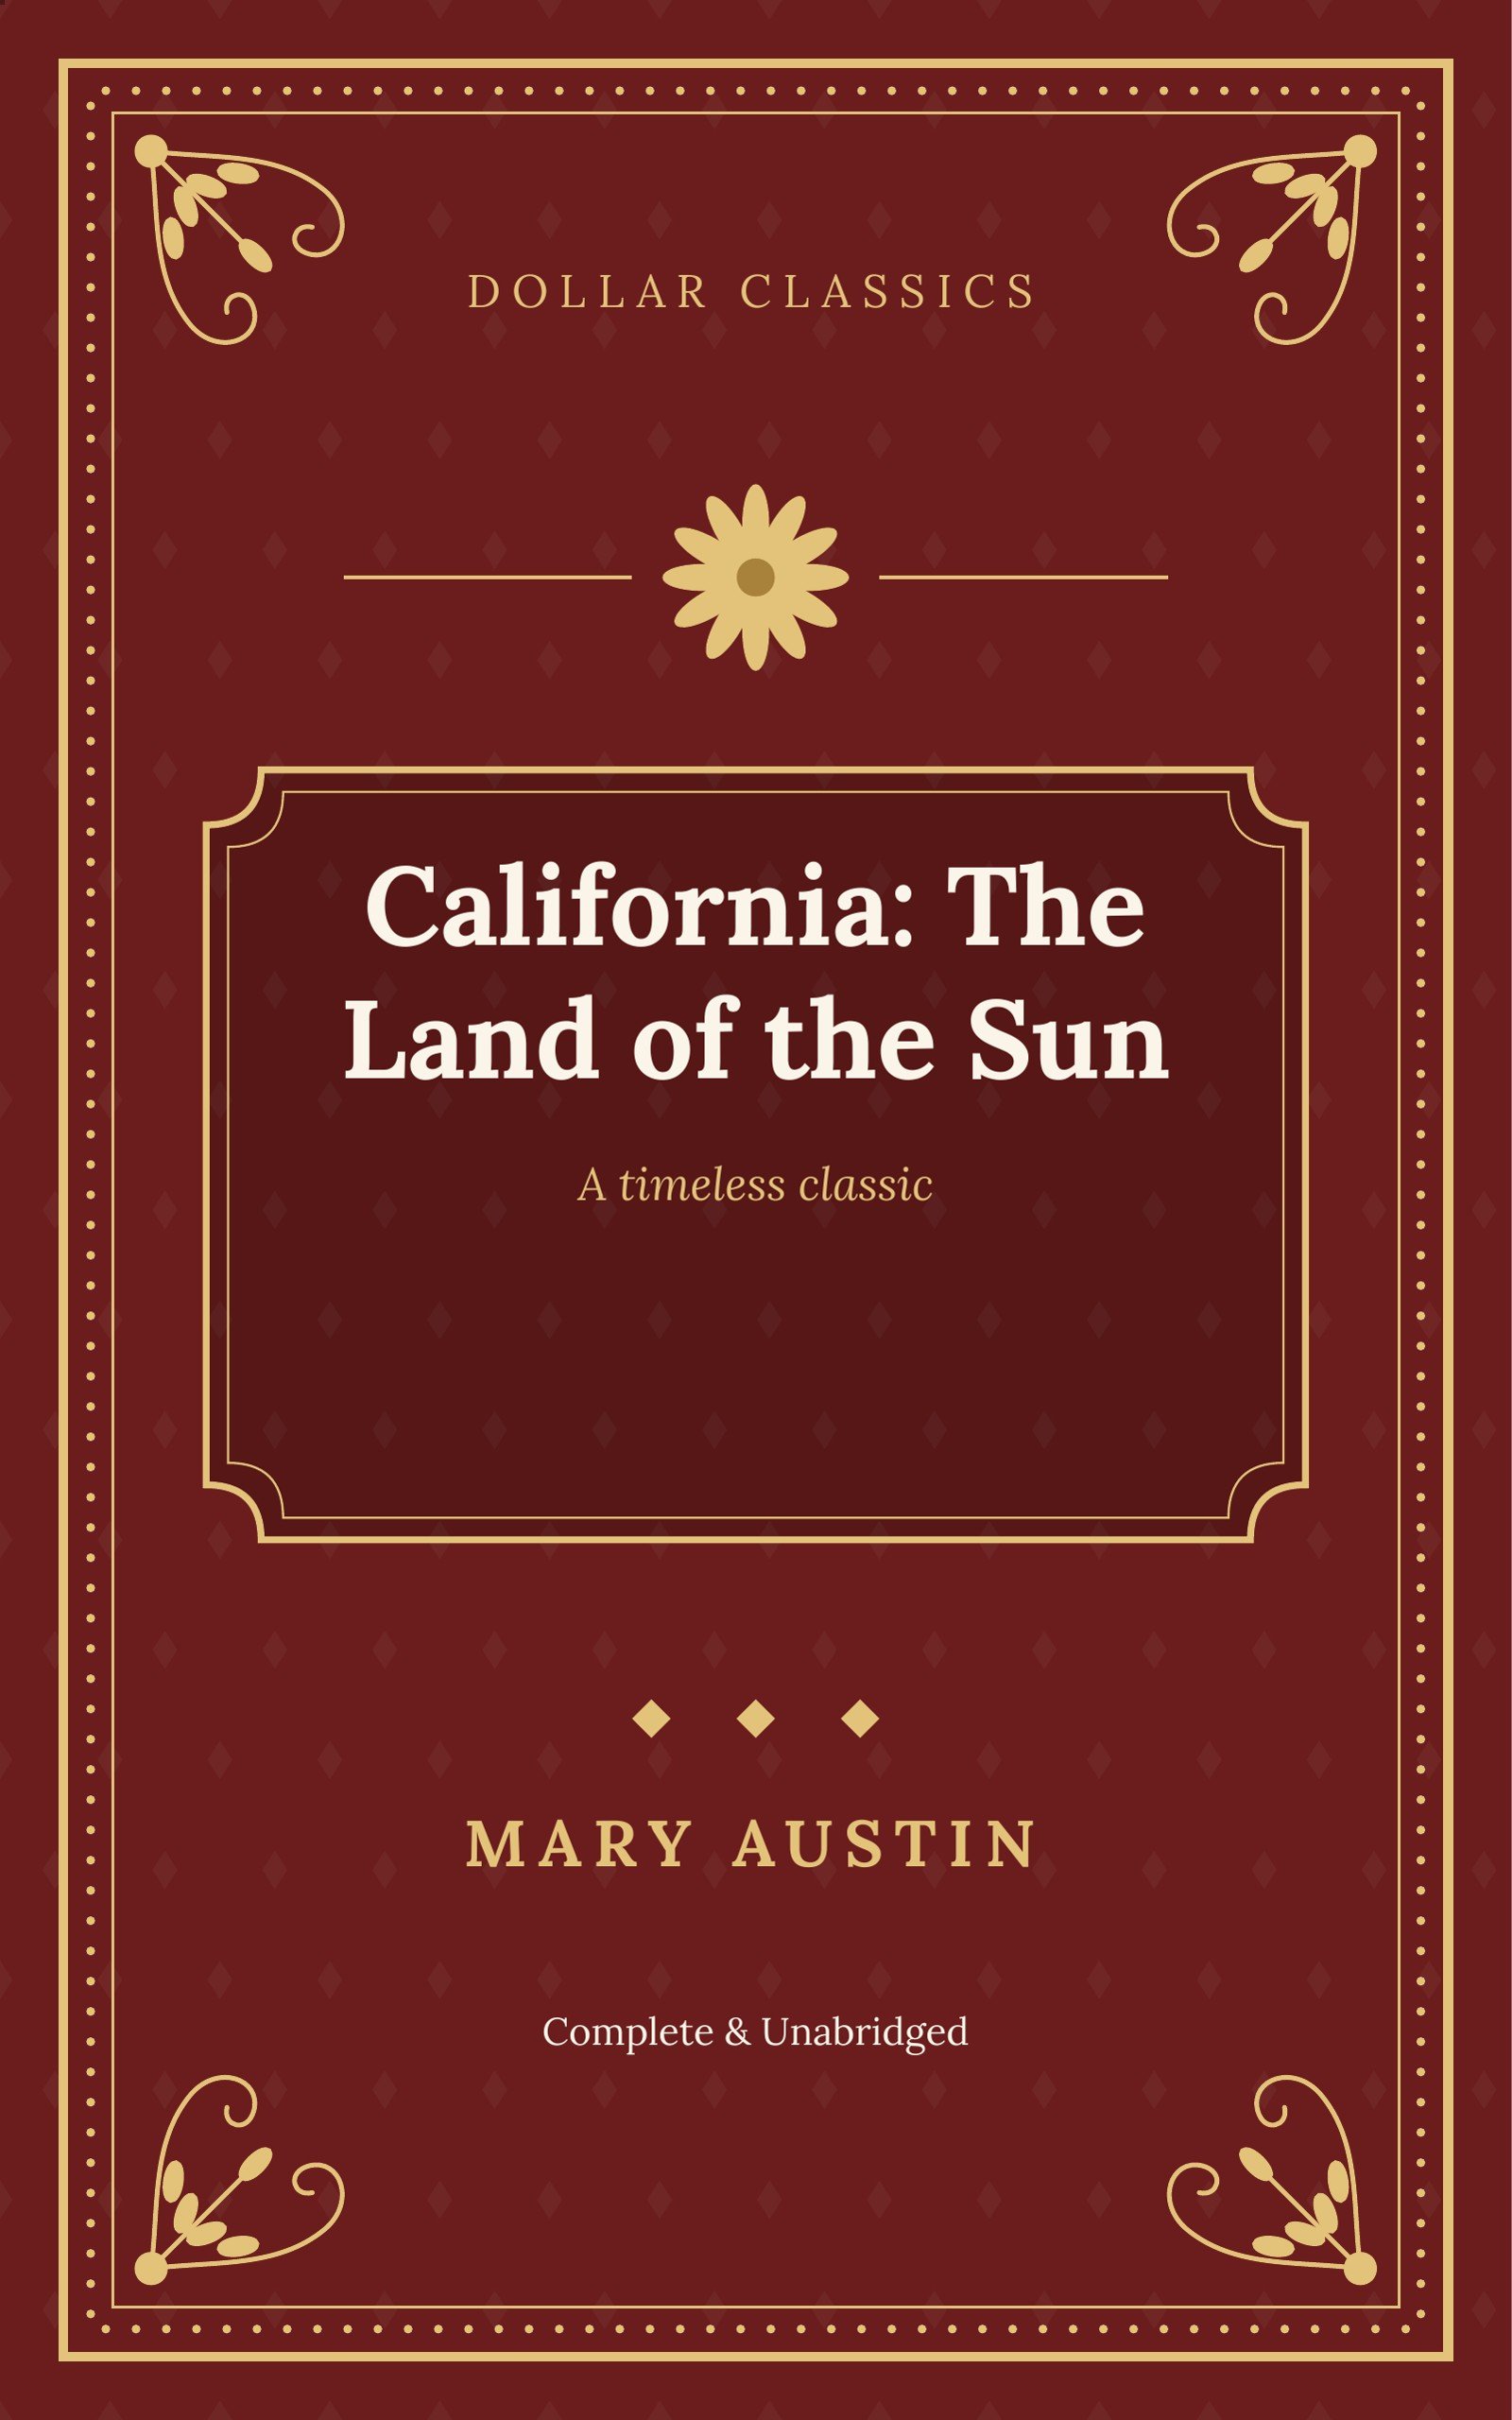 DOLLAR CLASSICS
California: The
Land of the Sun
A timeless classic
MARY AUSTIN
Complete & Unabridged